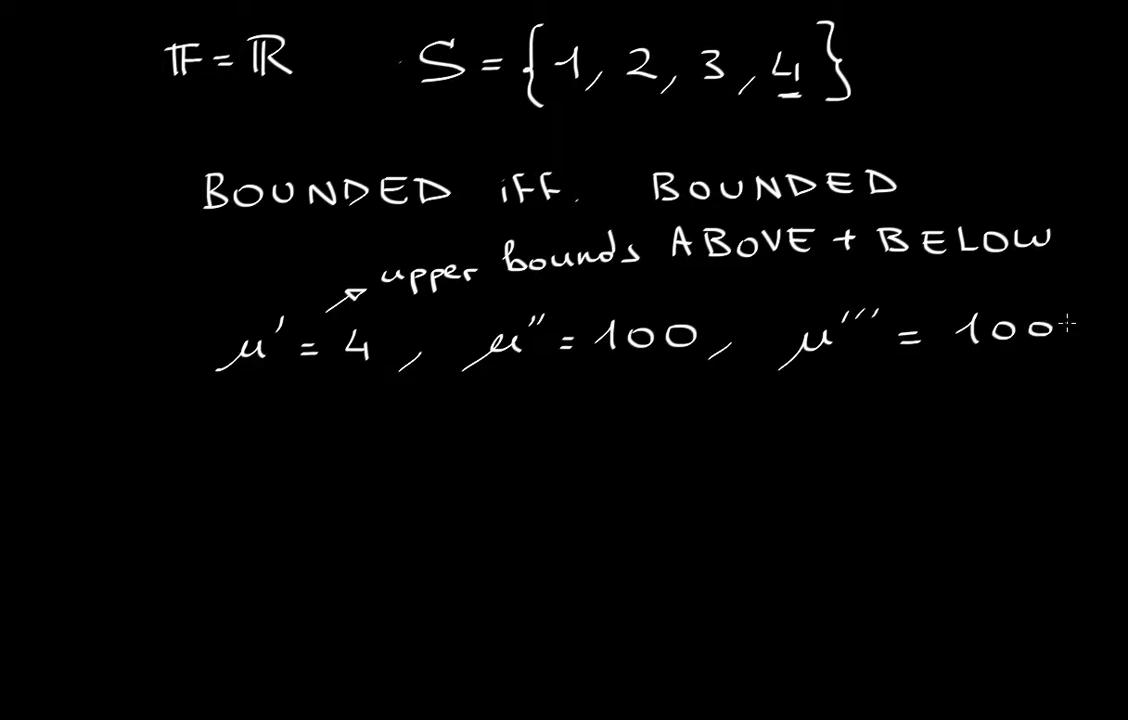 𝔽 = ℝ S = {1, 2, 3, 4}
BOUNDED iff. BOUNDED
upper bounds ABOVE + BELOW
μ' = 4 , μ'' = 100 , μ''' = 100